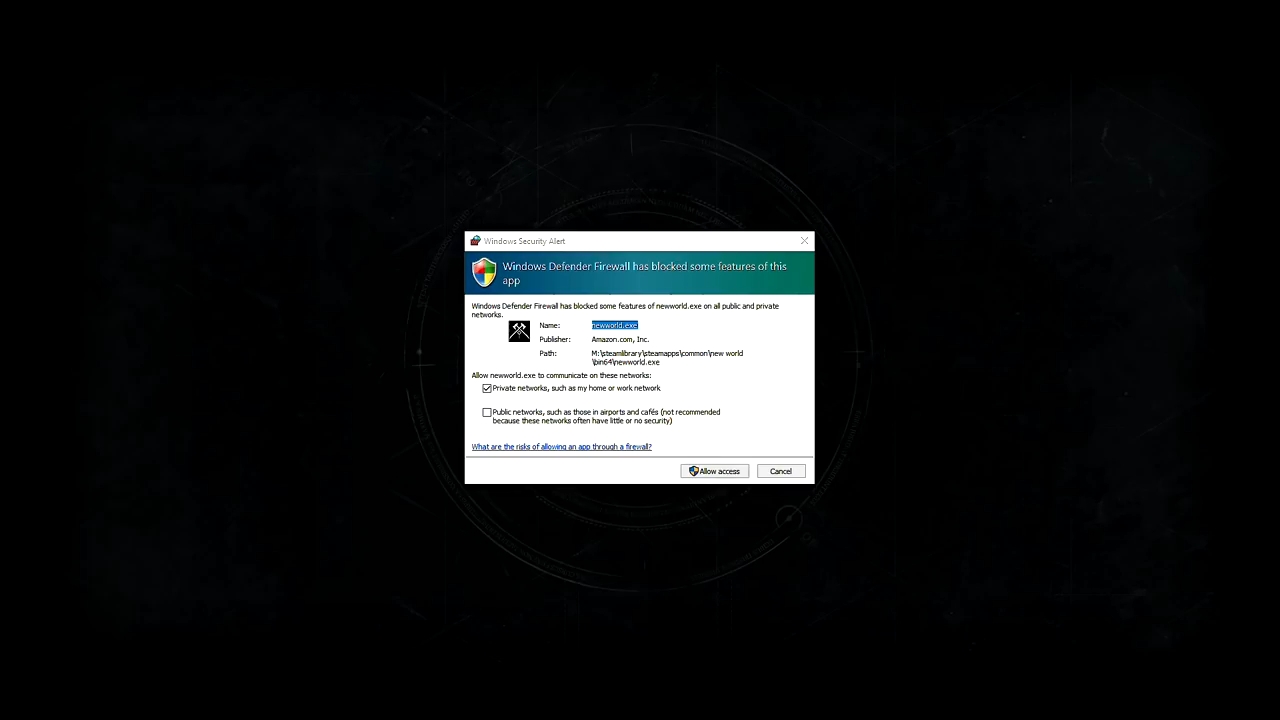 Windows Security Alert
Windows Defender Firewall has blocked some features of this
app
Windows Defender Firewall has blocked some features of newworld.exe on all public and private
networks.
Name: newworld.exe
Publisher: Amazon.com, Inc.
Path: M:\steamlibrary\steamapps\common\new world
\bin64\newworld.exe
Allow newworld.exe to communicate on these networks:
Private networks, such as my home or work network
Public networks, such as those in airports and cafés (not recommended
because these networks often have little or no security)
What are the risks of allowing an app through a firewall?
Allow access Cancel